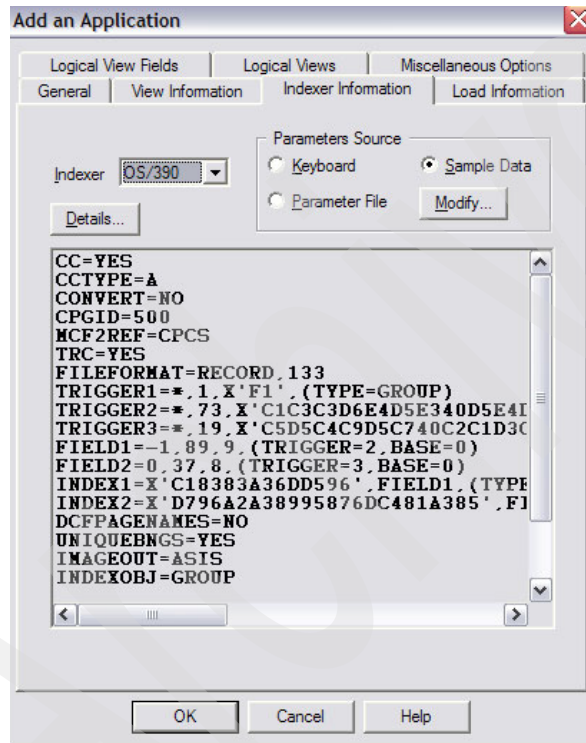 Add an Application
Logical View Fields Logical Views Miscellaneous Options
General View Information Indexer Information Load Information
Parameters Source
Indexer OS/390 Keyboard Sample Data
Parameter File Modify...
Details...
CC=YES
CCTYPE=A
CONVERT=NO
CPGID=500
MCF2REF=CPCS
TRC=YES
FILEFORMAT=RECORD,133
TRIGGER1=*,1,X'F1',(TYPE=GROUP)
TRIGGER2=*,73,X'C1C3C3D6E4D5E340D5E4I
TRIGGER3=*,19,X'C5D5C4C9D5C740C2C1D3C
FIELD1=-1,89,9,(TRIGGER=2,BASE=0)
FIELD2=0,37,8,(TRIGGER=3,BASE=0)
INDEX1=X'C18383A36DD596',FIELD1,(TYPE
INDEX2=X'D796A2A38995876DC481A385',FI
DCFPAGENAMES=NO
UNIQUEBNGS=YES
IMAGEOUT=ASIS
INDEXOBJ=GROUP
OK Cancel Help